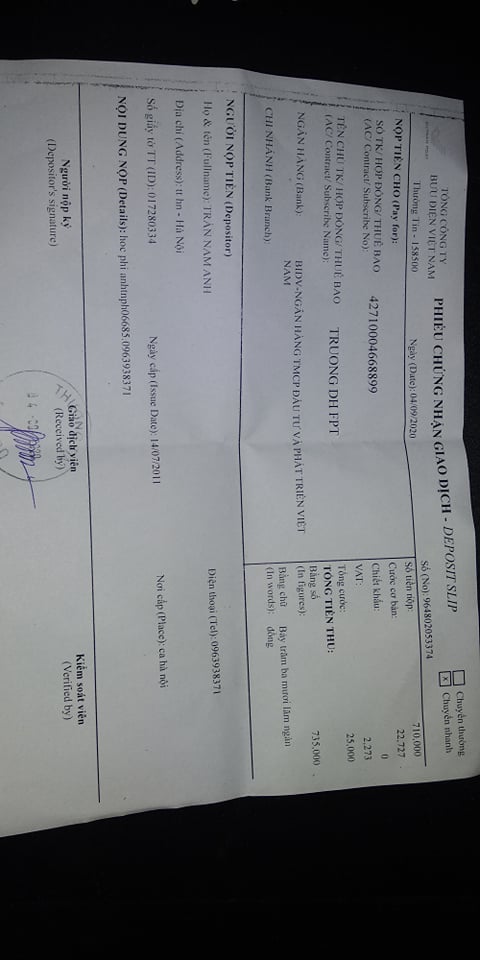 TỔNG CÔNG TY
BƯU ĐIỆN VIỆT NAM
Thường Tín - 158500
PHIẾU CHỨNG NHẬN GIAO DỊCH - DEPOSIT SLIP
Ngày (Date): 04/09/2020
Số (No): 964802053374
Chuyển thường
x Chuyển nhanh
NỘP TIỀN CHO (Pay for):
SỐ TK/ HỢP ĐỒNG/ THUÊ BAO
(AC/ Contract/ Subscribe No):
42710004668899
TÊN CHỦ TK/ HỢP ĐỒNG/ THUÊ BAO
(AC/ Contract/ Subscribe Name):
TRUONG DH FPT
NGÂN HÀNG (Bank):
BIDV-NGÂN HÀNG TMCP ĐẦU TƯ VÀ PHÁT TRIỂN VIỆT
NAM
CHI NHÁNH (Bank Branch):
Số tiền nộp: 710,000
Cước cơ bản: 22,727
Chiết khấu: 0
VAT: 2,273
Tổng cước: 25,000
TỔNG TIỀN THU:
Bằng số
(In figures): 735,000
Bằng chữ Bảy trăm ba mươi lăm ngàn
(In words): đồng
NGƯỜI NỘP TIỀN (Depositor)
Họ & tên (Fullname): TRẦN NAM ANH
Điện thoại (Tel): 0963938371
Địa chỉ (Address): tt hn - Hà Nội
Số giấy tờ TT (ID): 017280334
Ngày cấp (Issue Date): 14/07/2011
Nơi cấp (Place): ca hà nội
NỘI DUNG NỘP (Details): hoc phi anhtnph06685.0963938371
Người nộp ký
(Depositor's signature)
Giao dịch viên
(Received by)
Kiểm soát viên
(Verified by)